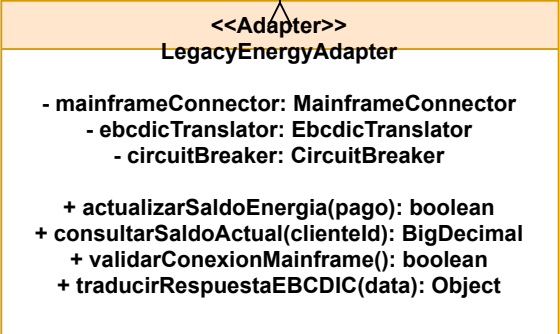 <<Adapter>>
LegacyEnergyAdapter
- mainframeConnector: MainframeConnector
- ebcdicTranslator: EbcdicTranslator
- circuitBreaker: CircuitBreaker
+ actualizarSaldoEnergia(pago): boolean
+ consultarSaldoActual(clienteId): BigDecimal
+ validarConexionMainframe(): boolean
+ traducirRespuestaEBCDIC(data): Object